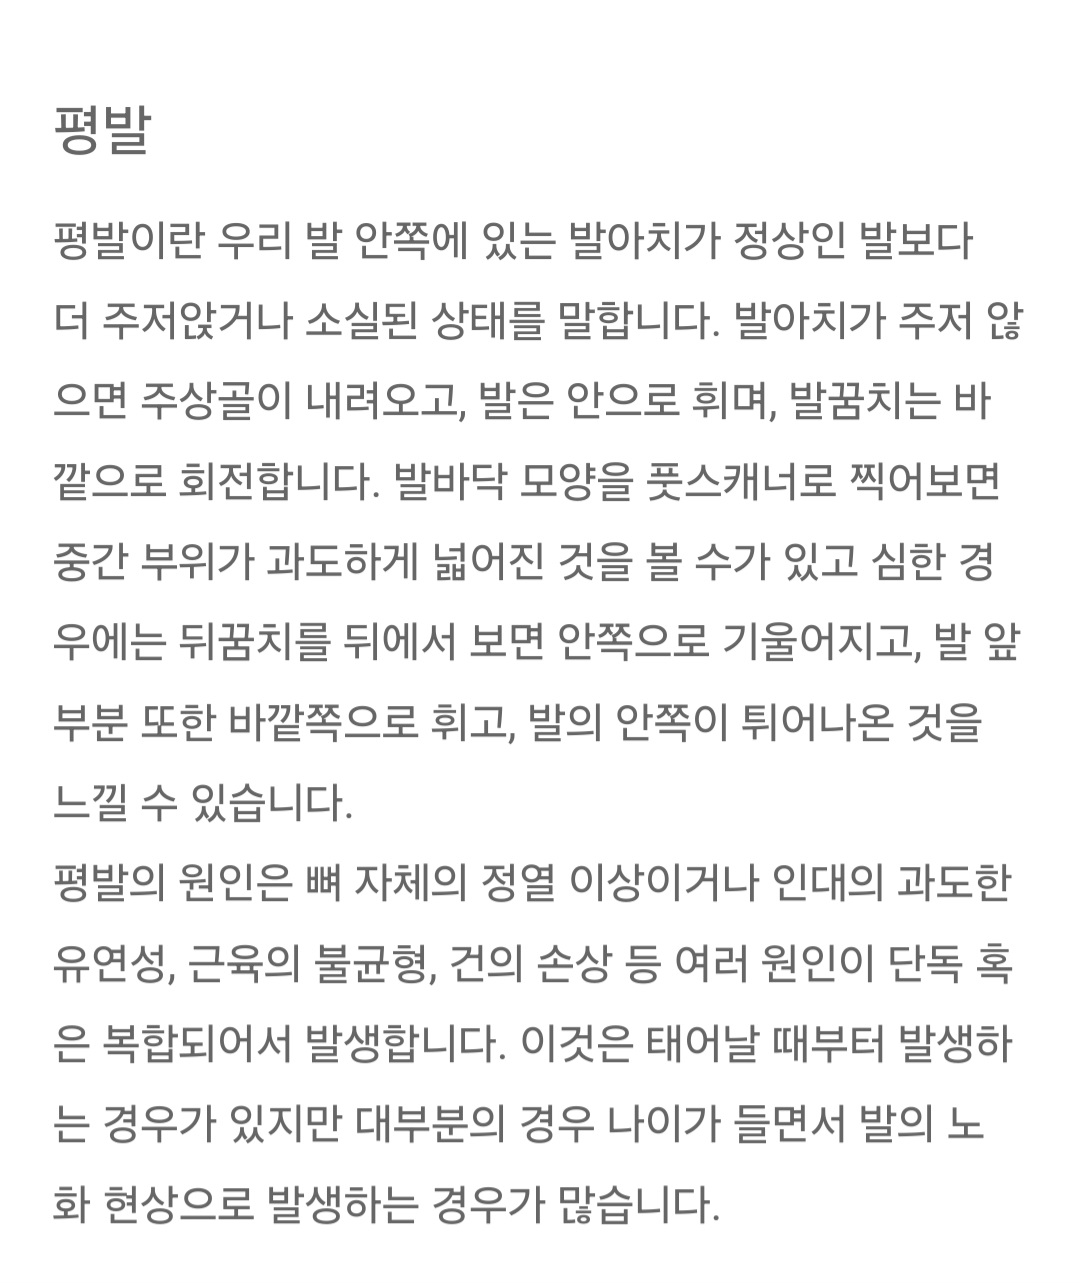 평발
평발이란 우리 발 안쪽에 있는 발아치가 정상인 발보다
더 주저앉거나 소실된 상태를 말합니다. 발아치가 주저 않
으면 주상골이 내려오고, 발은 안으로 휘며, 발꿈치는 바
깥으로 회전합니다. 발바닥 모양을 풋스캐너로 찍어보면
중간 부위가 과도하게 넓어진 것을 볼 수가 있고 심한 경
우에는 뒤꿈치를 뒤에서 보면 안쪽으로 기울어지고, 발 앞
부분 또한 바깥쪽으로 휘고, 발의 안쪽이 튀어나온 것을
느낄 수 있습니다.
평발의 원인은 뼈 자체의 정열 이상이거나 인대의 과도한
유연성, 근육의 불균형, 건의 손상 등 여러 원인이 단독 혹
은 복합되어서 발생합니다. 이것은 태어날 때부터 발생하
는 경우가 있지만 대부분의 경우 나이가 들면서 발의 노
화 현상으로 발생하는 경우가 많습니다.